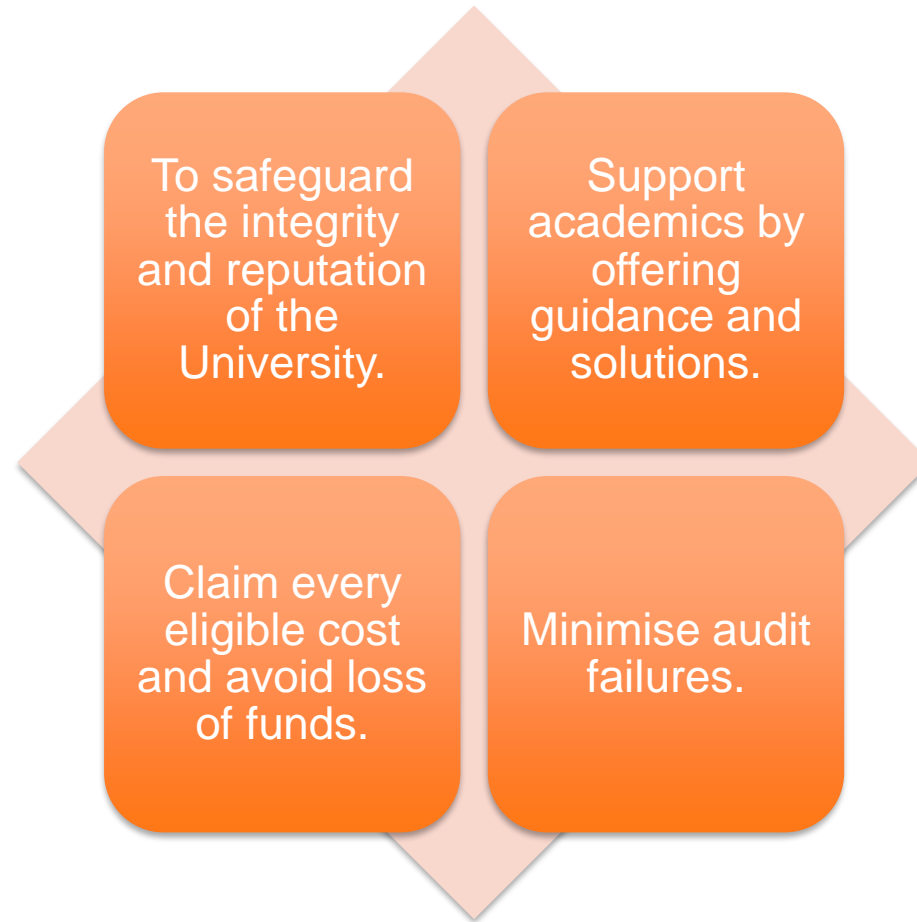 To safeguard
the integrity
and reputation
of the
University.
Support
academics by
offering
guidance and
solutions.
Claim every
eligible cost
and avoid loss
of funds.
Minimise audit
failures.